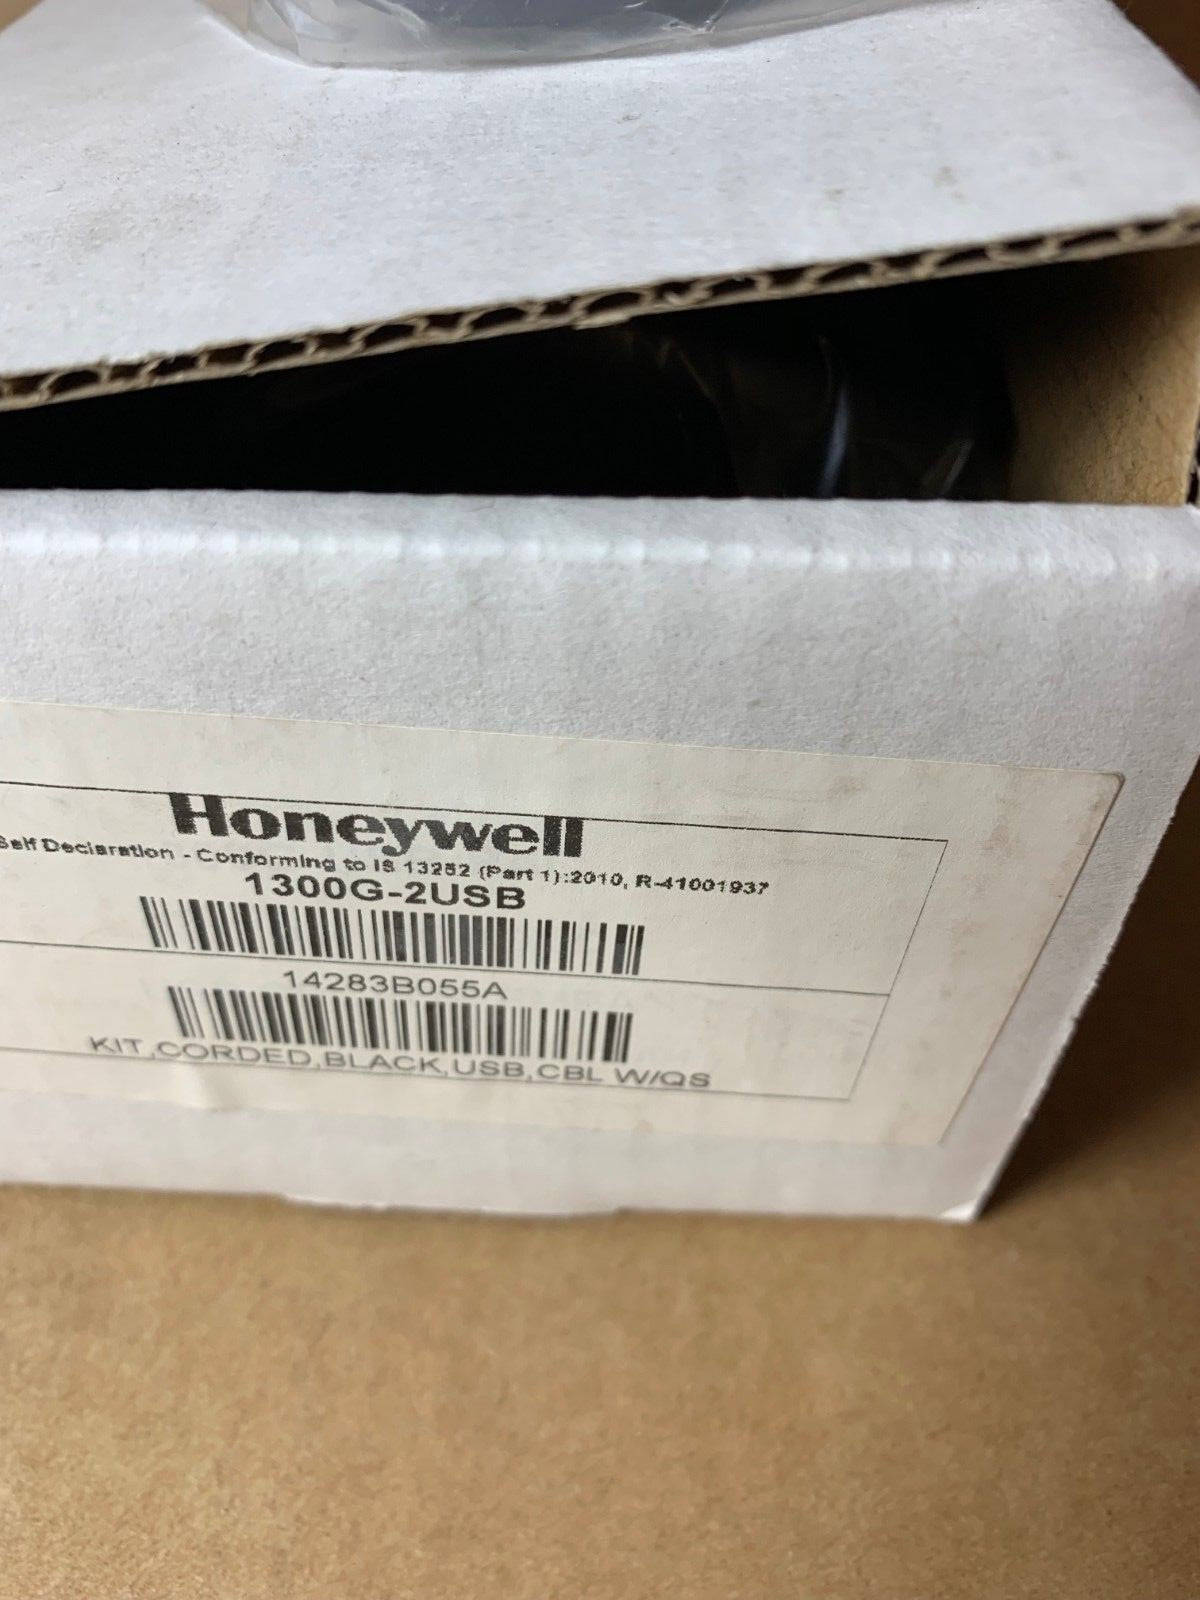 Honeywell
Self Declaration - Conforming to IS 13252 (Part 1):2010, R-41001937
1300G-2USB
14283B055A
KIT,CORDED,BLACK,USB,CBL W/QS